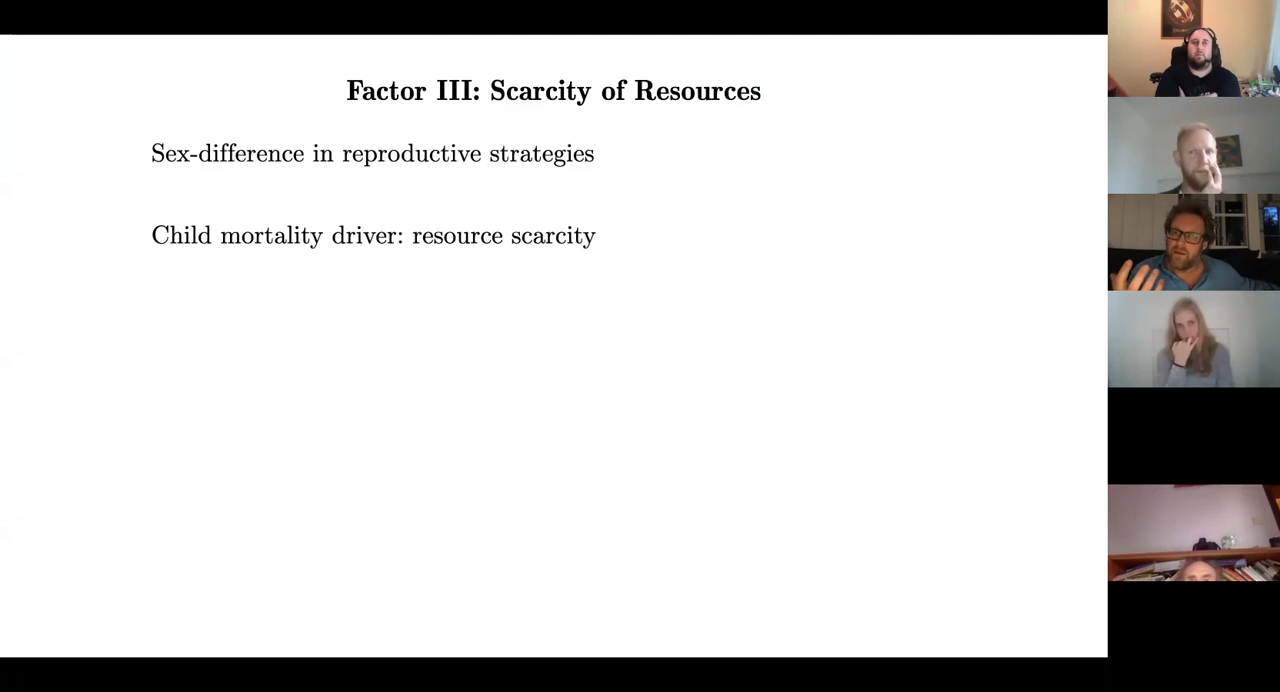 Factor III: Scarcity of Resources
Sex-difference in reproductive strategies
Child mortality driver: resource scarcity